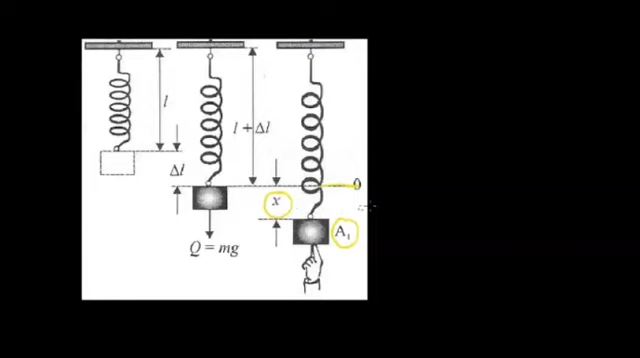 l
l + Δl
Δl
0
x
A₁
Q = mg